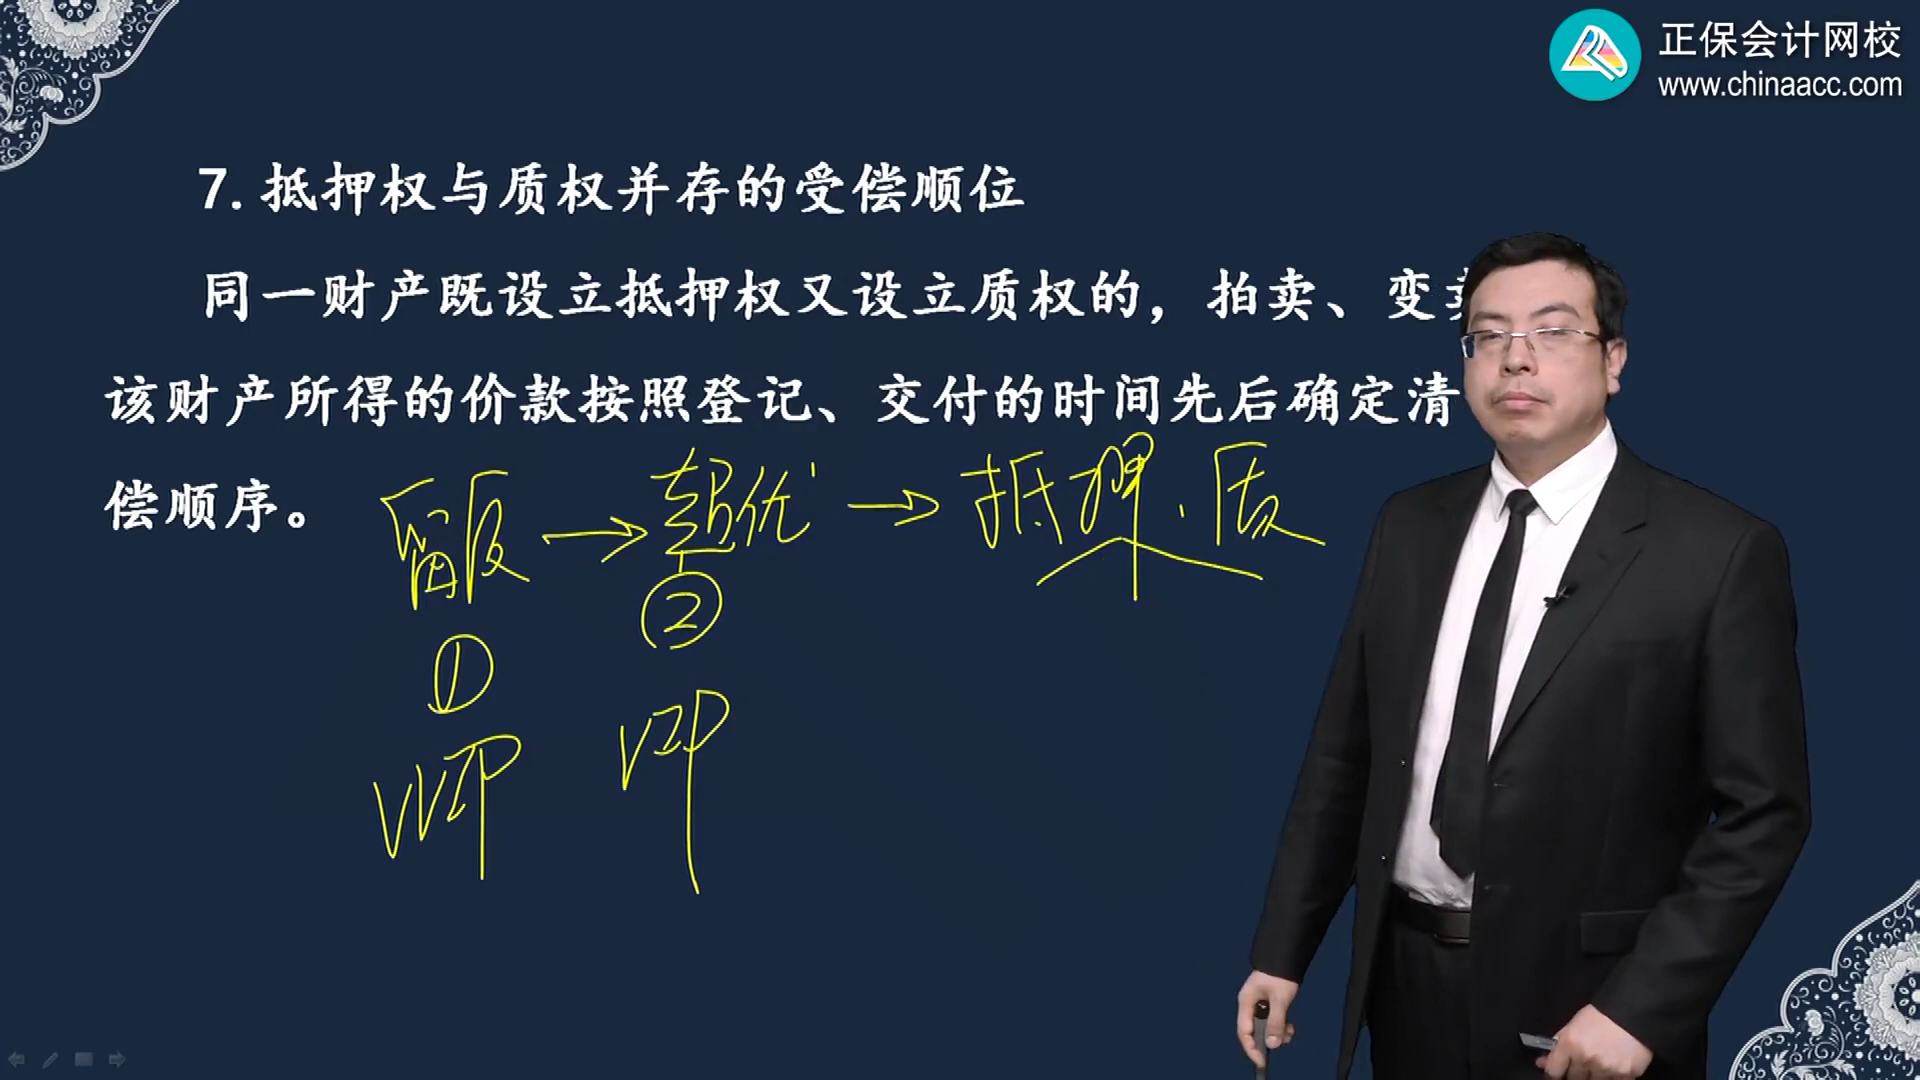 正保会计网校
www.chinaacc.com
7. 抵押权与质权并存的受偿顺位
同一财产既设立抵押权又设立质权的，拍卖、变卖
该财产所得的价款按照登记、交付的时间先后确定清
偿顺序。
超优 → 抵押、质
①
②